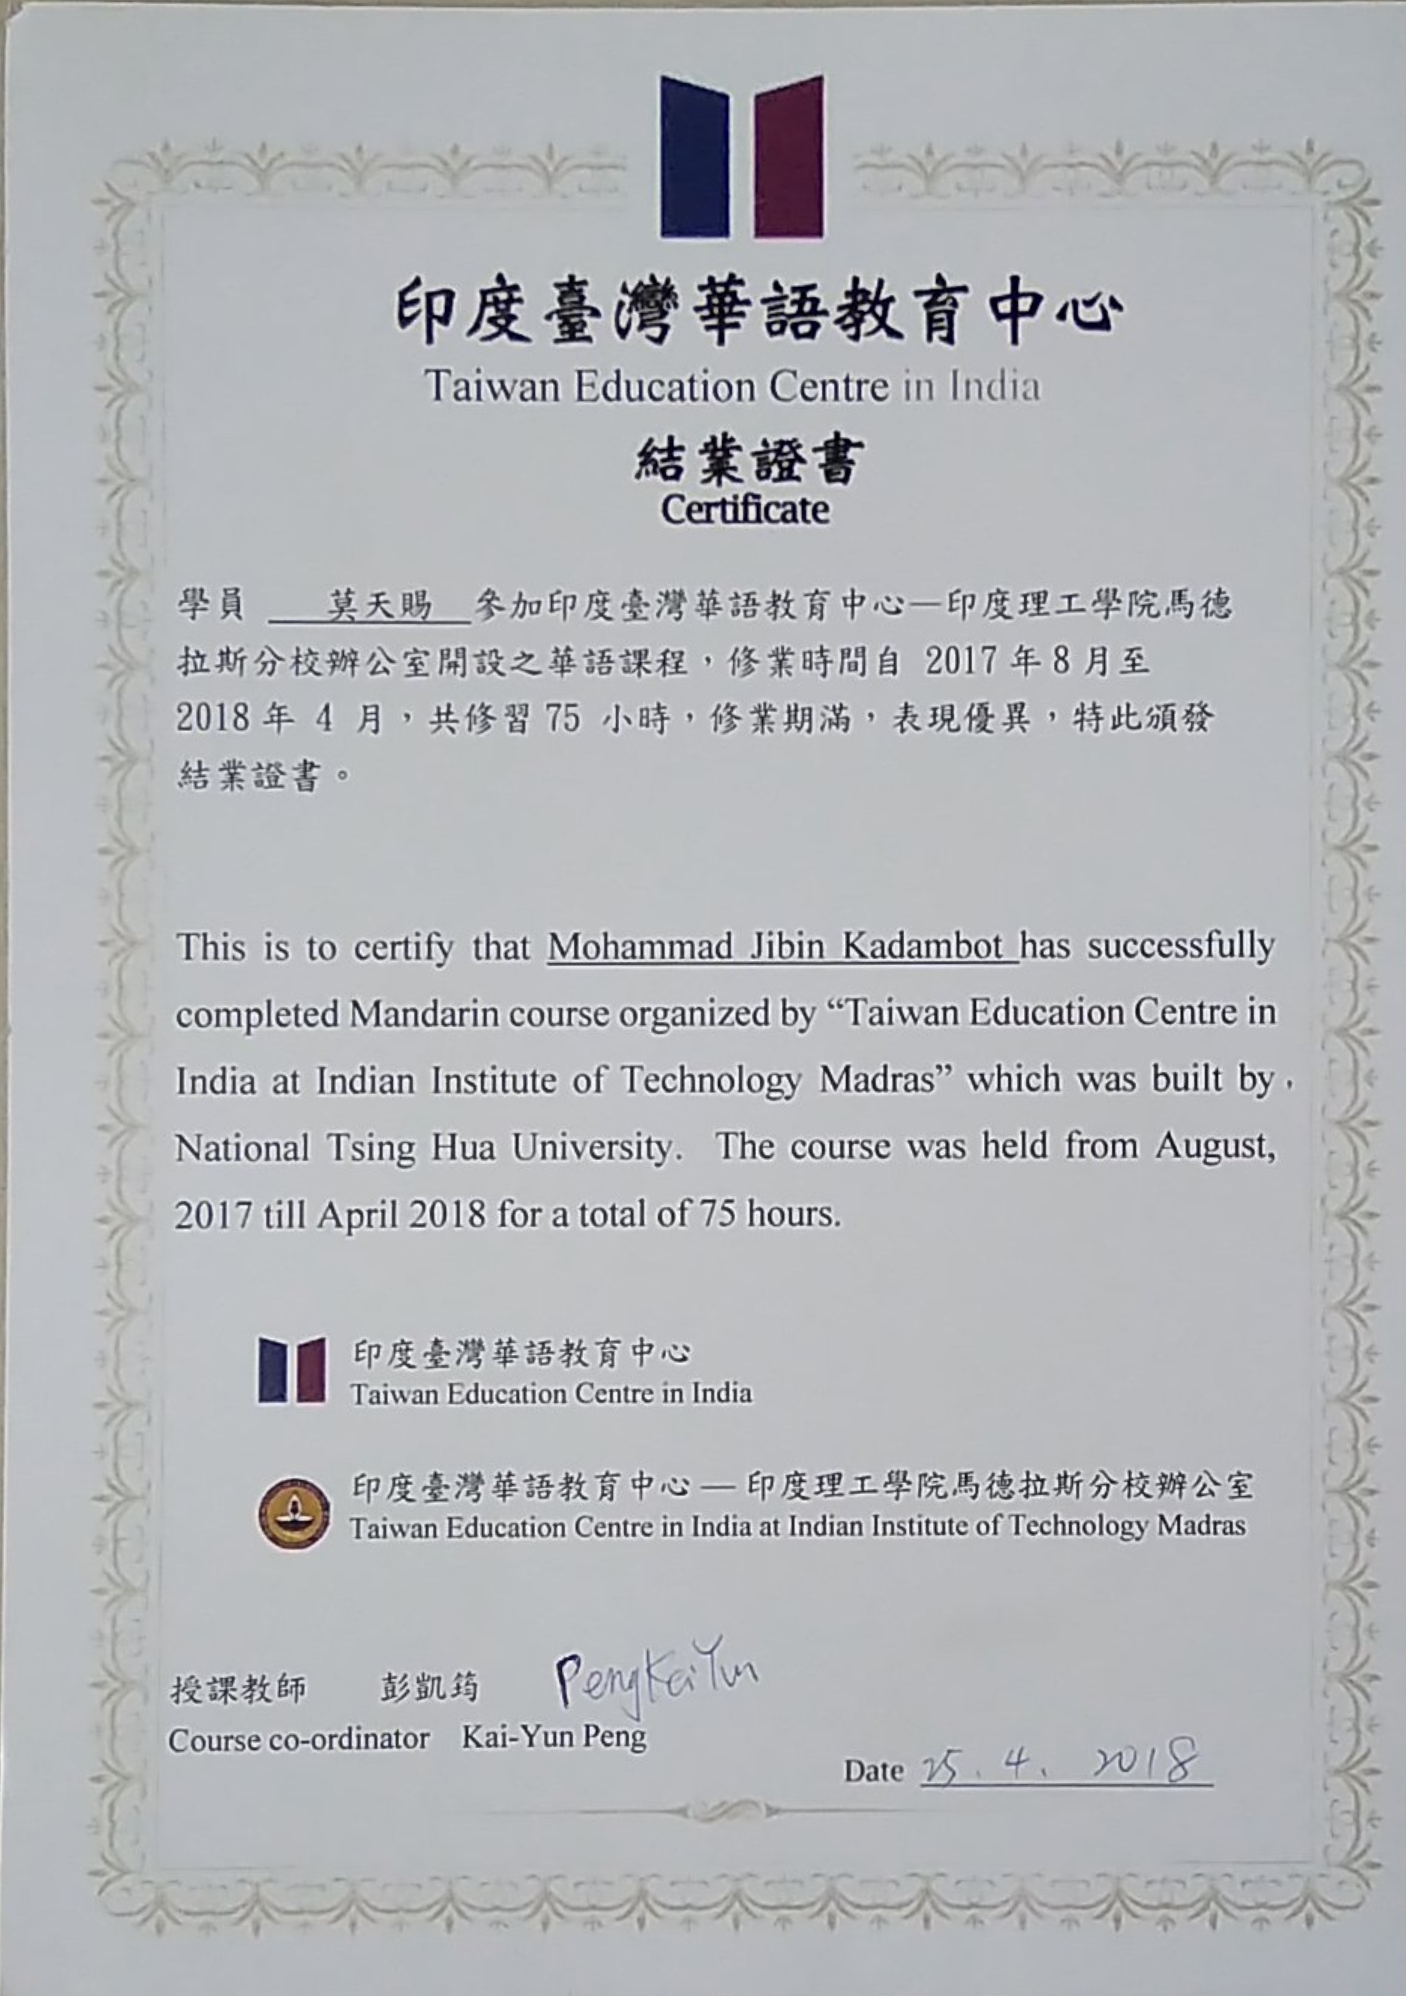 印度臺灣華語教育中心
Taiwan Education Centre in India
結業證書
Certificate
學員 莫天賜 參加印度臺灣華語教育中心—印度理工學院馬德
拉斯分校辦公室開設之華語課程，修業時間自 2017 年 8 月至
2018 年 4 月，共修習 75 小時，修業期滿，表現優異，特此頒發
結業證書。
This is to certify that Mohammad Jibin Kadambot has successfully
completed Mandarin course organized by “Taiwan Education Centre in
India at Indian Institute of Technology Madras” which was built by
National Tsing Hua University. The course was held from August,
2017 till April 2018 for a total of 75 hours.
印度臺灣華語教育中心
Taiwan Education Centre in India
印度臺灣華語教育中心 — 印度理工學院馬德拉斯分校辦公室
Taiwan Education Centre in India at Indian Institute of Technology Madras
授課教師 彭凱筠 PengKaiYun
Course co-ordinator Kai-Yun Peng
Date 25. 4. 2018